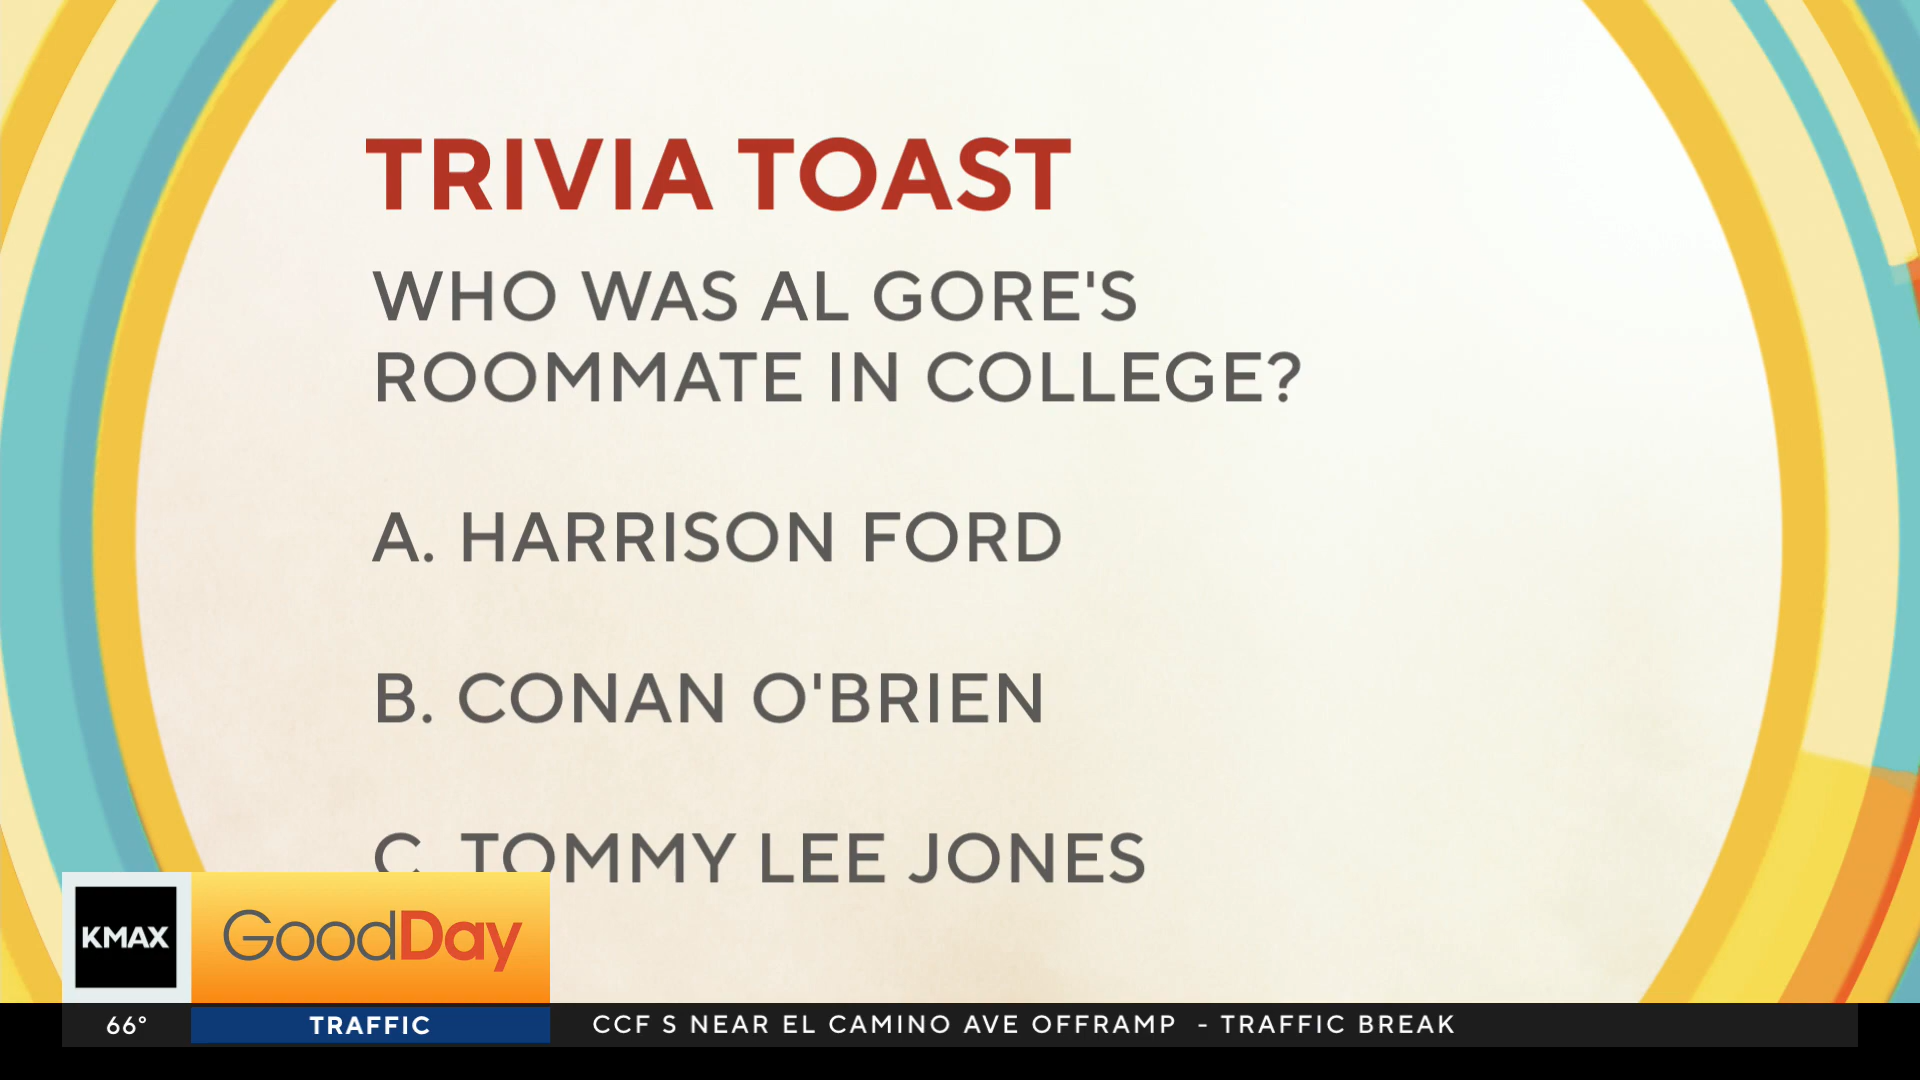 TRIVIA TOAST
WHO WAS AL GORE'S
ROOMMATE IN COLLEGE?
A. HARRISON FORD
B. CONAN O'BRIEN
C. TOMMY LEE JONES
KMAX
GoodDay
66°
TRAFFIC
CCF S NEAR EL CAMINO AVE OFFRAMP - TRAFFIC BREAK